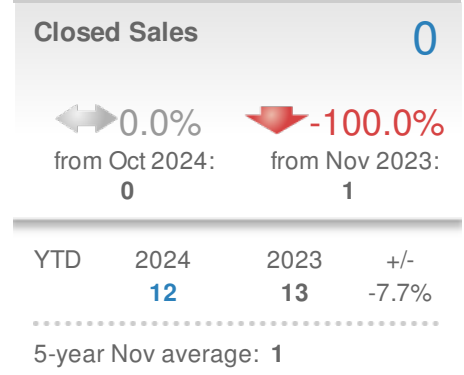 Closed Sales 0
0.0% -100.0%
from Oct 2024: from Nov 2023:
0 1
YTD 2024 2023 +/-
12 13 -7.7%
5-year Nov average: 1